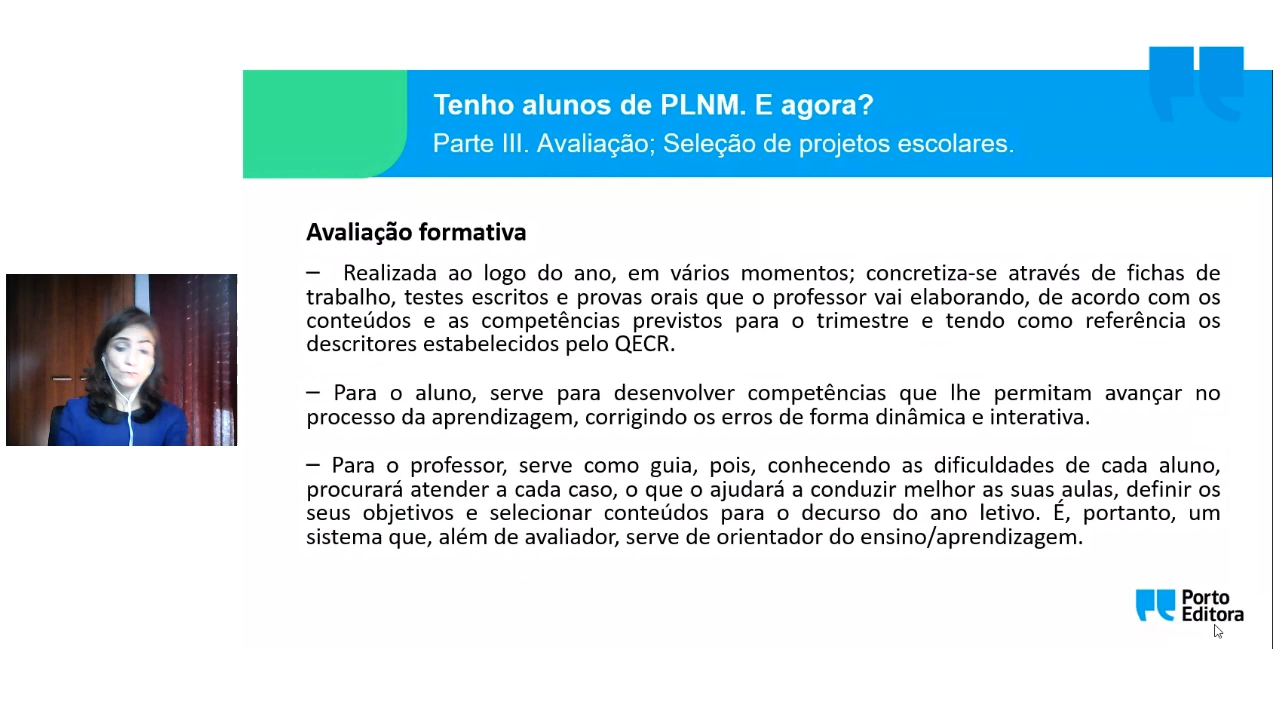 Tenho alunos de PLNM. E agora?
Parte III. Avaliação; Seleção de projetos escolares.
Avaliação formativa
– Realizada ao logo do ano, em vários momentos; concretiza-se através de fichas de
trabalho, testes escritos e provas orais que o professor vai elaborando, de acordo com os
conteúdos e as competências previstos para o trimestre e tendo como referência os
descritores estabelecidos pelo QECR.
– Para o aluno, serve para desenvolver competências que lhe permitam avançar no
processo da aprendizagem, corrigindo os erros de forma dinâmica e interativa.
– Para o professor, serve como guia, pois, conhecendo as dificuldades de cada aluno,
procurará atender a cada caso, o que o ajudará a conduzir melhor as suas aulas, definir os
seus objetivos e selecionar conteúdos para o decurso do ano letivo. É, portanto, um
sistema que, além de avaliador, serve de orientador do ensino/aprendizagem.
Porto
Editora